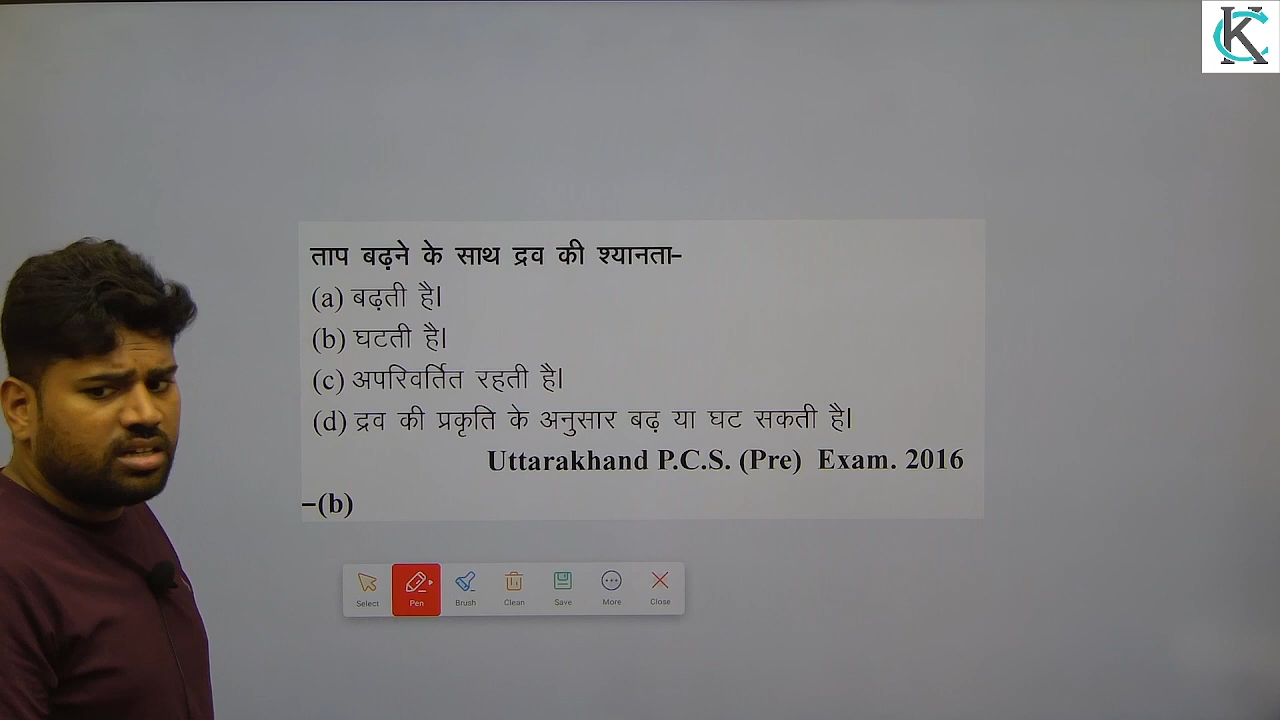 KC
ताप बढ़ने के साथ द्रव की श्यानता-
(a) बढ़ती है।
(b) घटती है।
(c) अपरिवर्तित रहती है।
(d) द्रव की प्रकृति के अनुसार बढ़ या घट सकती है।
Uttarakhand P.C.S. (Pre) Exam. 2016
-(b)
Select Pen Brush Clean Save More Close